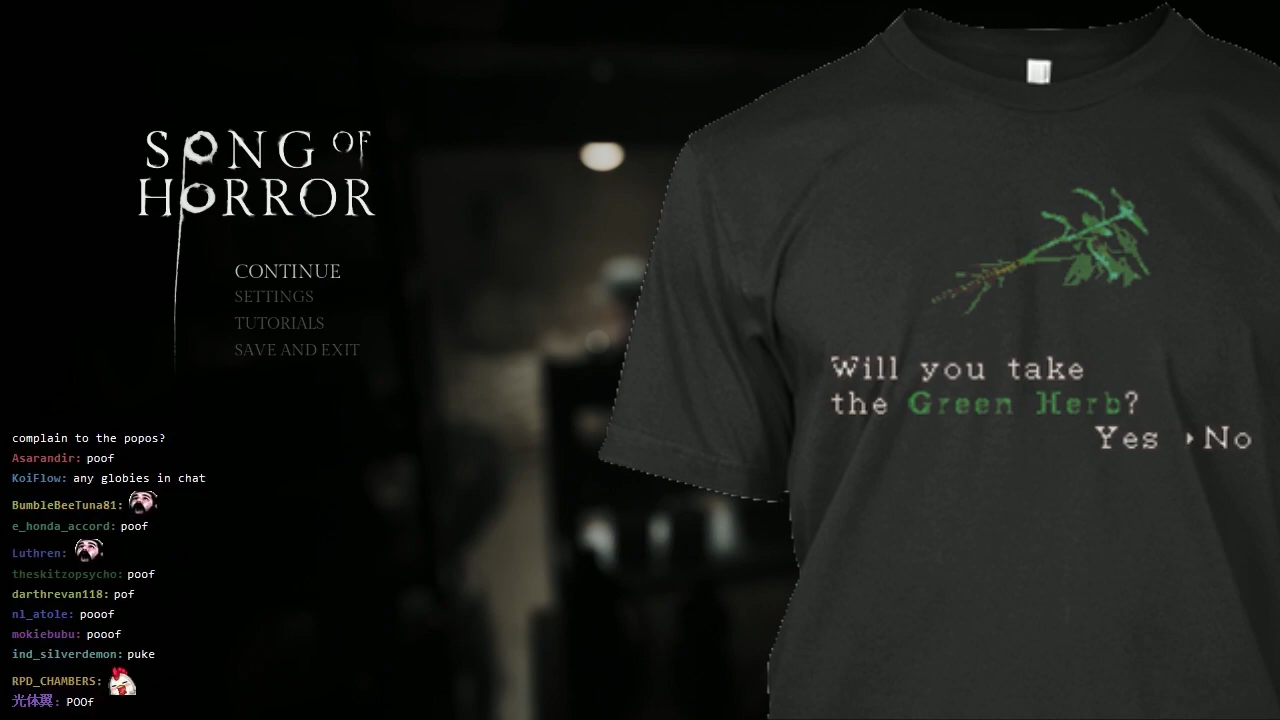 SONG OF
HORROR
CONTINUE
SETTINGS
TUTORIALS
SAVE AND EXIT
Will you take
the Green Herb?
Yes ‣No
complain to the popos?
Asarandir: poof
KoiFlow: any globies in chat
BumbleBeeTuna81:
e_honda_accord: poof
Luthren:
theskitzopsycho: poof
darthrevan118: pof
nl_atole: pooof
mokiebubu: pooof
ind_silverdemon: puke
RPD_CHAMBERS:
光体翼: POOf